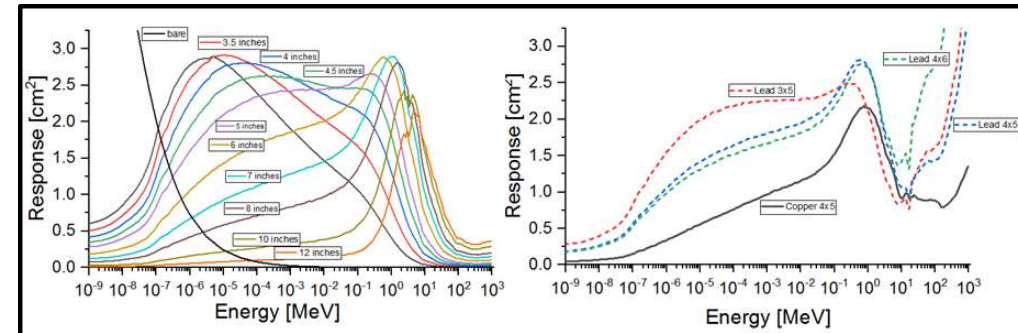 bare
3.5 inches
4 inches
4.5 inches
5 inches
6 inches
7 inches
8 inches
10 inches
12 inches
3.0
2.5
2.0
1.5
1.0
0.5
0.0
Response [cm²]
10⁻⁹ 10⁻⁸ 10⁻⁷ 10⁻⁶ 10⁻⁵ 10⁻⁴ 10⁻³ 10⁻² 10⁻¹ 10⁰ 10¹ 10² 10³
Energy [MeV]
Lead 3x5
Lead 4x6
Lead 4x5
Copper 4x5
3.0
2.5
2.0
1.5
1.0
0.5
0.0
Response [cm²]
10⁻⁹ 10⁻⁸ 10⁻⁷ 10⁻⁶ 10⁻⁵ 10⁻⁴ 10⁻³ 10⁻² 10⁻¹ 10⁰ 10¹ 10² 10³
Energy [MeV]